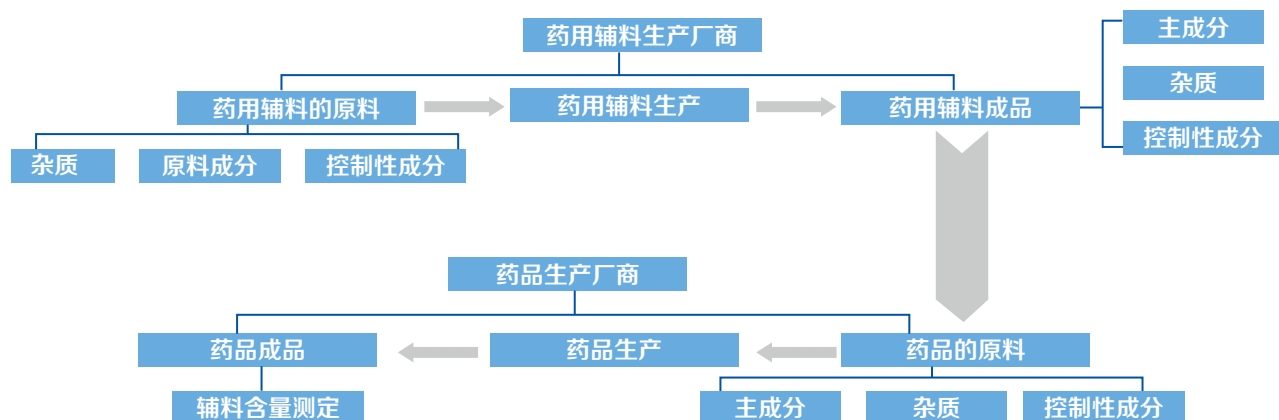 药用辅料生产厂商
主成分
杂质
控制性成分
药用辅料的原料
药用辅料生产
药用辅料成品
杂质
原料成分
控制性成分
药品生产厂商
药品成品
药品生产
药品的原料
辅料含量测定
主成分
杂质
控制性成分